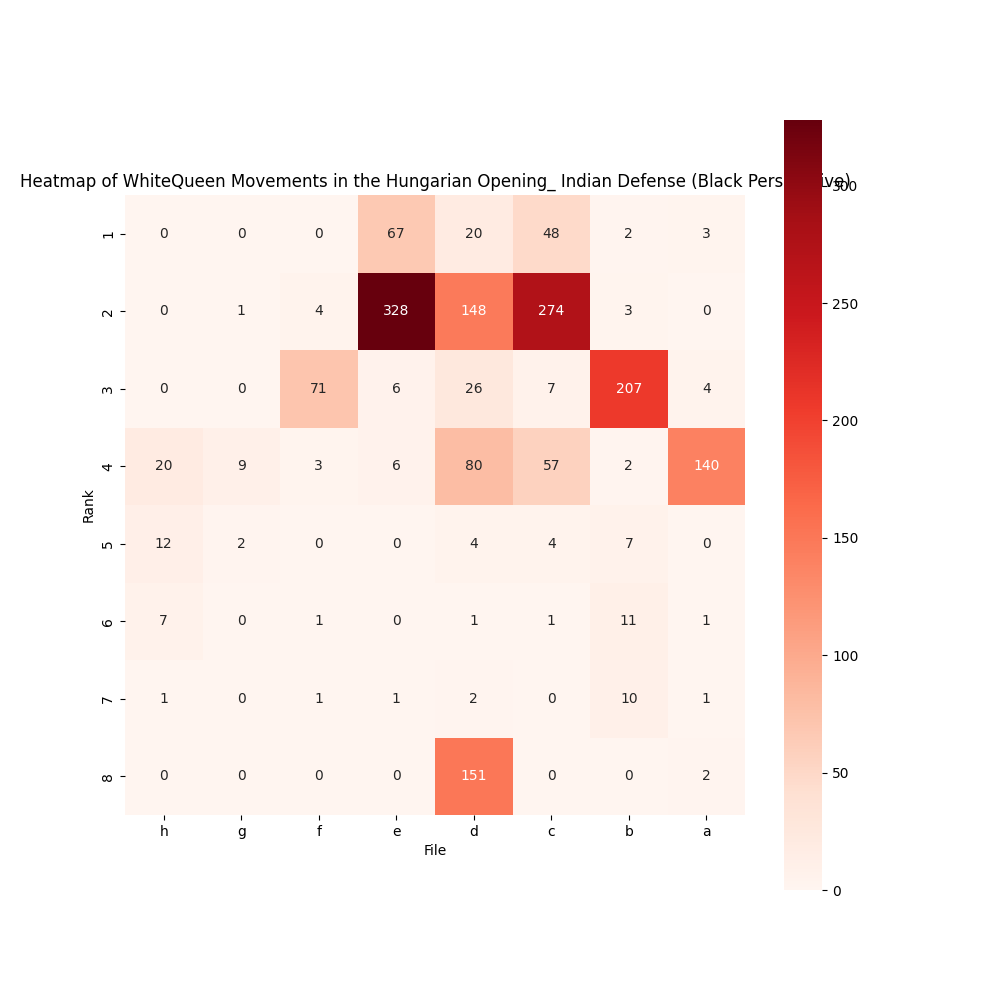 Heatmap of WhiteQueen Movements in the Hungarian Opening_ Indian Defense (Black Perspective)
300
1 0 0 0 67 20 48 2 3
250
2 0 1 4 328 148 274 3 0
3 0 0 71 6 26 7 207 4
200
4 20 9 3 6 80 57 2 140
Rank
150
5 12 2 0 0 4 4 7 0
6 7 0 1 0 1 1 11 1
100
7 1 0 1 1 2 0 10 1
50
8 0 0 0 0 151 0 0 2
h g f e d c b a
File
0